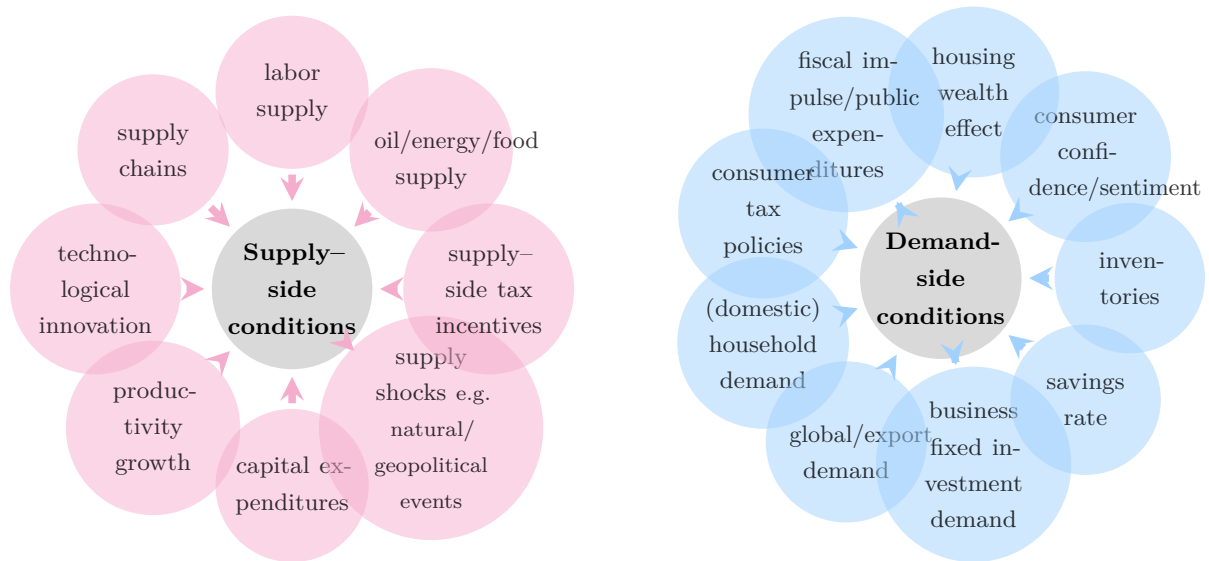 labor
supply
oil/energy/food
supply
supply–
side tax
incentives
supply
shocks e.g.
natural/
geopolitical
events
capital ex-
penditures
produc-
tivity
growth
techno-
logical
innovation
supply
chains
Supply–
side
conditions
housing
wealth
effect
consumer
confi-
dence/sentiment
inven-
tories
savings
rate
business
fixed in-
vestment
demand
global/export
demand
(domestic)
household
demand
consumer
tax
policies
fiscal im-
pulse/public
expen-
ditures
Demand-
side
conditions